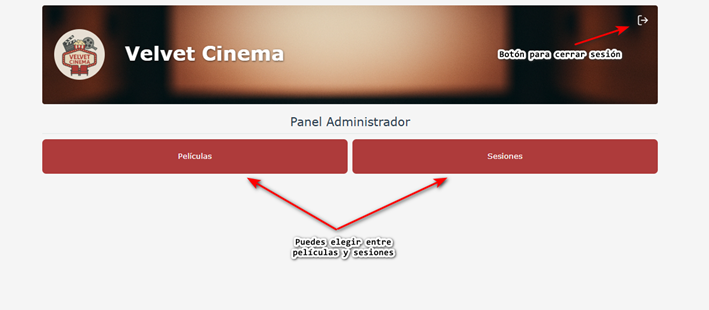 VELVET
CINEMA
Velvet Cinema
Botón para cerrar sesión
Panel Administrador
Películas
Sesiones
Puedes elegir entre
películas y sesiones